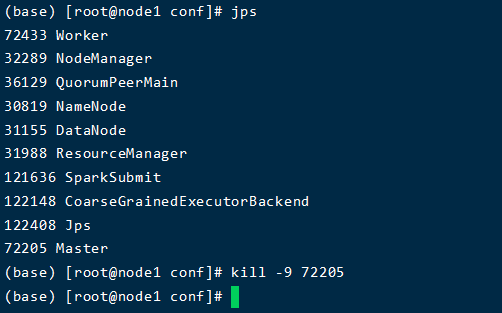 (base) [root@node1 conf]# jps
72433 Worker
32289 NodeManager
36129 QuorumPeerMain
30819 NameNode
31155 DataNode
31988 ResourceManager
121636 SparkSubmit
122148 CoarseGrainedExecutorBackend
122408 Jps
72205 Master
(base) [root@node1 conf]# kill -9 72205
(base) [root@node1 conf]#